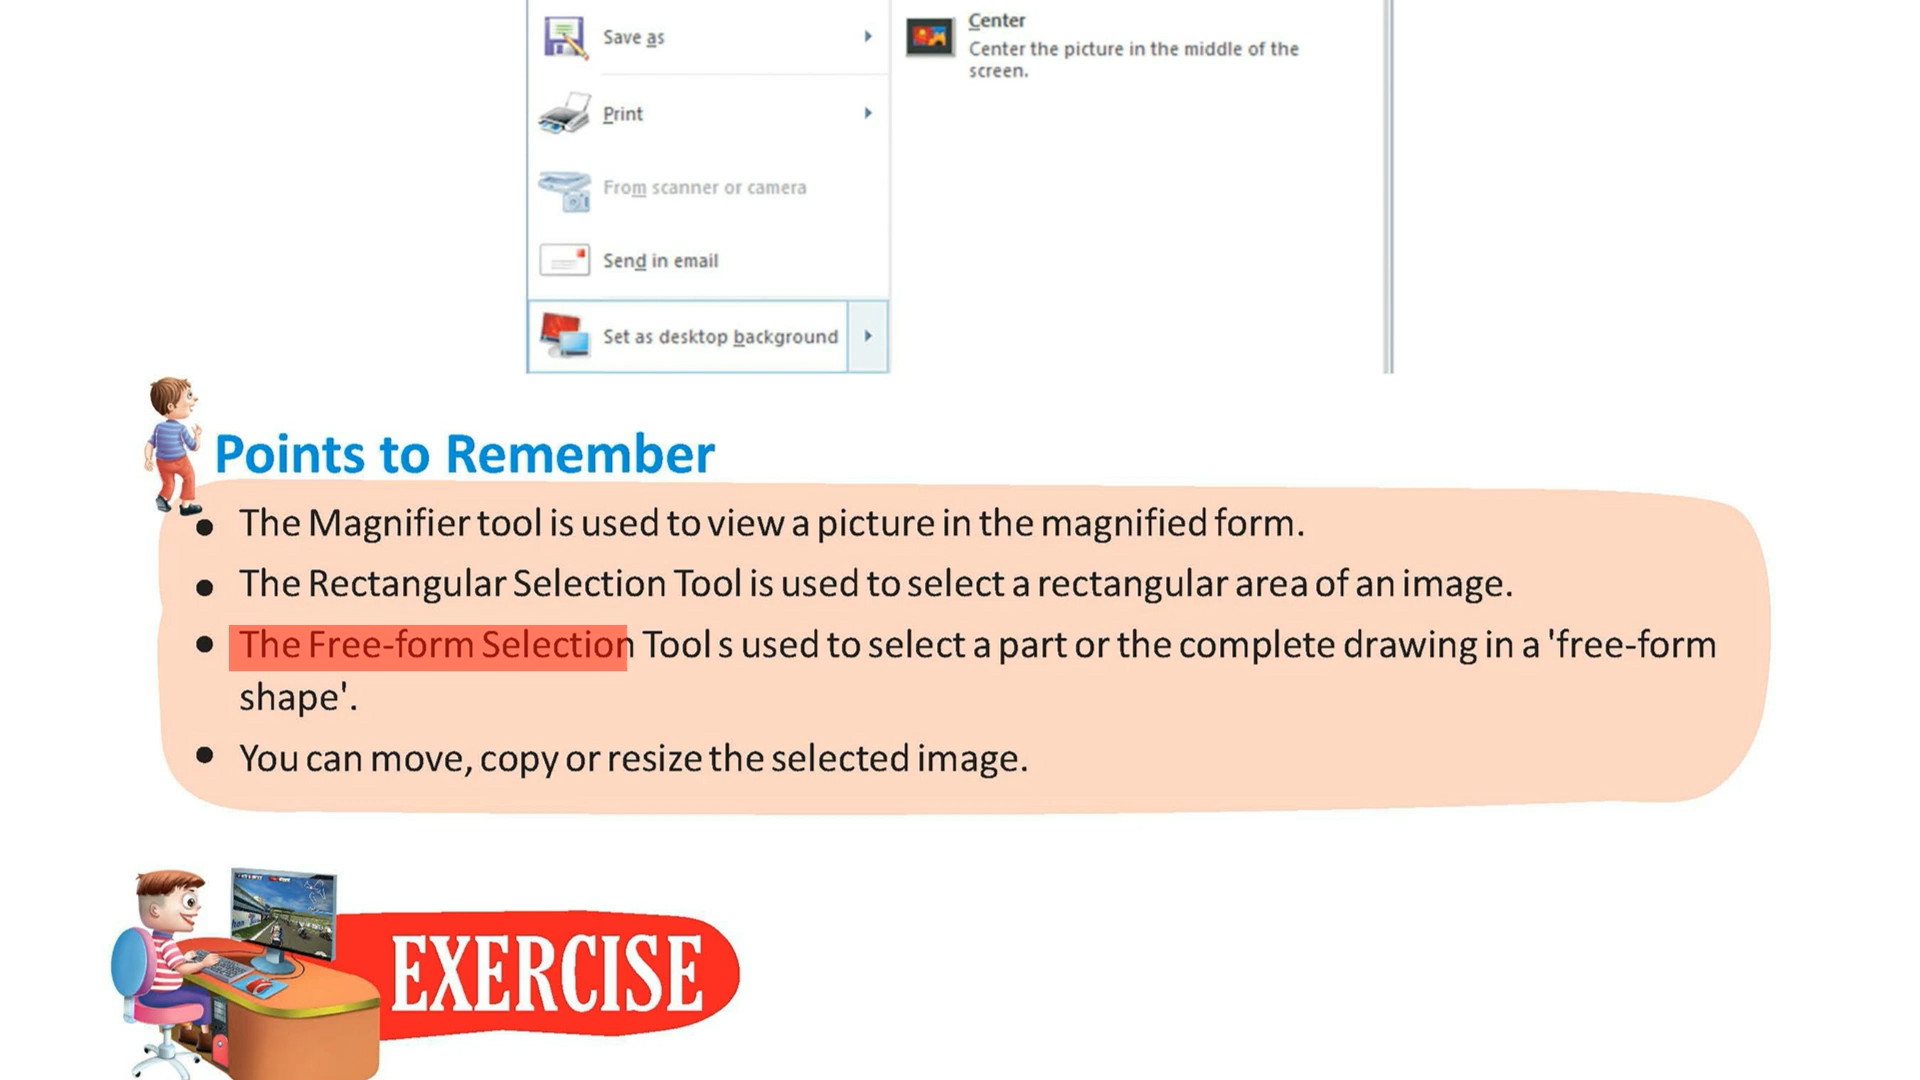 Save as
Center
Center the picture in the middle of the
screen.
Print
From scanner or camera
Send in email
Set as desktop background
Points to Remember
• The Magnifier tool is used to view a picture in the magnified form.
• The Rectangular Selection Tool is used to select a rectangular area of an image.
• The Free-form Selection Tool s used to select a part or the complete drawing in a 'free-form
shape'.
• You can move, copy or resize the selected image.
EXERCISE